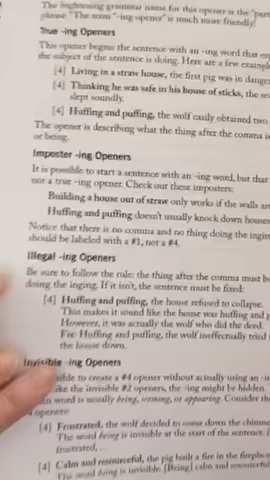 The frightening grammar name for this opener is the "
please. "The term "-ing opener" is much more friendly!
True -ing Openers
This opener begins the sentence with an -ing word that
the subject of the sentence is doing. Here are a few
[4] Living in a straw house, the first pig was in
[4] Thinking he was safe in his house of sticks, the
slept soundly.
[4] Huffing and puffing, the wolf easily obtained two
The opener is describing what the thing after the comma is
or being.
Imposter -ing Openers
It is possible to start a sentence with an -ing word, but that
not a true -ing opener. Check out these imposters:
Building a house out of straw only works if the walls
Huffing and puffing doesn't usually knock down
Notice that there is no comma and no thing doing the inging
should be labeled with a #1, not a #4.
Illegal -ing Openers
Be sure to follow the rule: the thing after the comma must be
doing the inging. If it isn't, the sentence must be fixed:
[4] Huffing and puffing, the house refused to collapse.
This makes it sound like the house was huffing and
However, it was actually the wolf who did the deed.
Fix: Huffing and puffing, the wolf ineffectually tried
the house down.
Invisible -ing Openers
to create a #4 opener without actually using an
the invisible #2 openers, the -ing might be hidden.
word is usually being, seeming, or appearing. Consider
openers:
[4] Frustrated, the wolf decided to come down the
The word being is invisible at the start of the sentence.
frustrated, ...
[4] Calm and resourceful, the pig built a fire in the
The word being is invisible. [Being] calm and